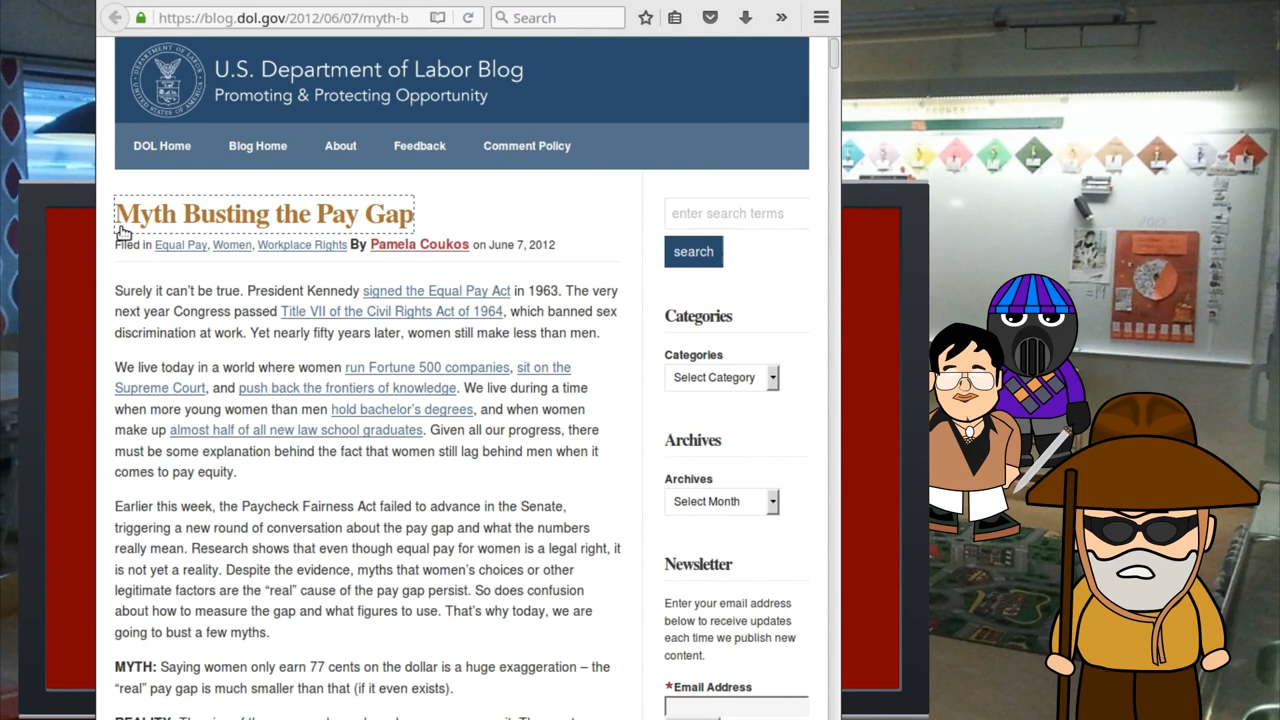 https://blog.dol.gov/2012/06/07/myth-b
Search
U.S. Department of Labor Blog
Promoting & Protecting Opportunity
DOL Home Blog Home About Feedback Comment Policy
Myth Busting the Pay Gap
Filed in Equal Pay, Women, Workplace Rights By Pamela Coukos on June 7, 2012
Surely it can't be true. President Kennedy signed the Equal Pay Act in 1963. The very
next year Congress passed Title VII of the Civil Rights Act of 1964, which banned sex
discrimination at work. Yet nearly fifty years later, women still make less than men.
We live today in a world where women run Fortune 500 companies, sit on the
Supreme Court, and push back the frontiers of knowledge. We live during a time
when more young women than men hold bachelor's degrees, and when women
make up almost half of all new law school graduates. Given all our progress, there
must be some explanation behind the fact that women still lag behind men when it
comes to pay equity.
Earlier this week, the Paycheck Fairness Act failed to advance in the Senate,
triggering a new round of conversation about the pay gap and what the numbers
really mean. Research shows that even though equal pay for women is a legal right, it
is not yet a reality. Despite the evidence, myths that women's choices or other
legitimate factors are the “real” cause of the pay gap persist. So does confusion
about how to measure the gap and what figures to use. That's why today, we are
going to bust a few myths.
MYTH: Saying women only earn 77 cents on the dollar is a huge exaggeration – the
“real” pay gap is much smaller than that (if it even exists).
enter search terms
search
Categories
Categories
Select Category
Archives
Archives
Select Month
Newsletter
Enter your email address
below to receive updates
each time we publish new
content.
*Email Address